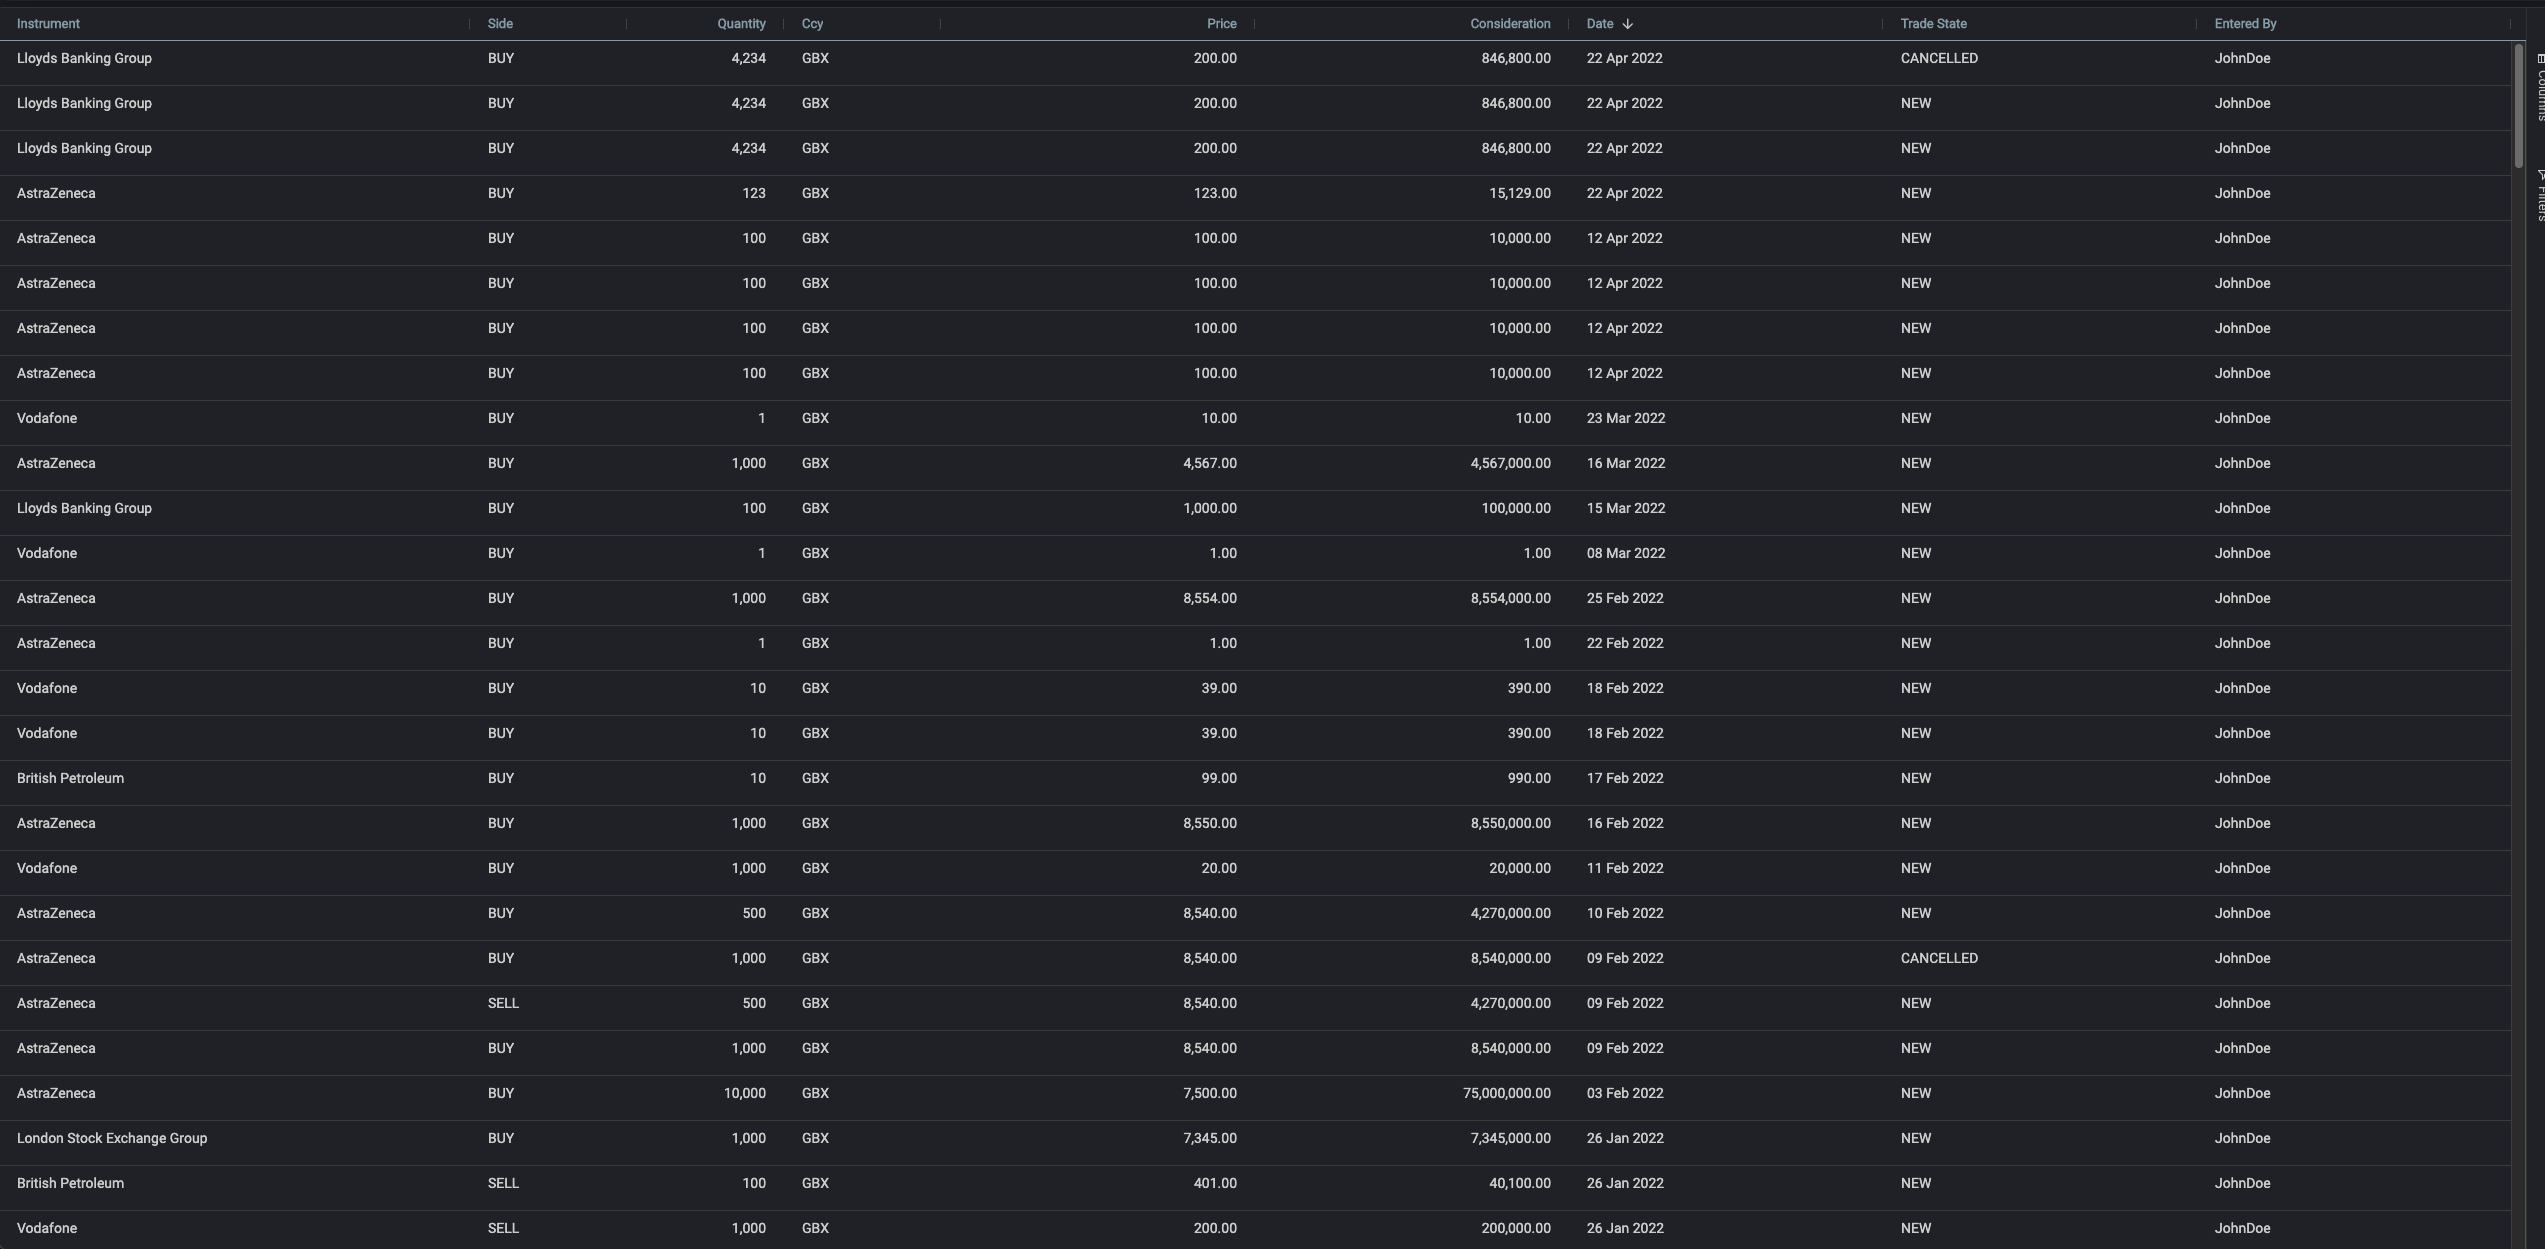 Instrument Side Quantity Ccy Price Consideration Date Trade State Entered By
Lloyds Banking Group BUY 4,234 GBX 200.00 846,800.00 22 Apr 2022 CANCELLED JohnDoe
Lloyds Banking Group BUY 4,234 GBX 200.00 846,800.00 22 Apr 2022 NEW JohnDoe
Lloyds Banking Group BUY 4,234 GBX 200.00 846,800.00 22 Apr 2022 NEW JohnDoe
AstraZeneca BUY 123 GBX 123.00 15,129.00 22 Apr 2022 NEW JohnDoe
AstraZeneca BUY 100 GBX 100.00 10,000.00 12 Apr 2022 NEW JohnDoe
AstraZeneca BUY 100 GBX 100.00 10,000.00 12 Apr 2022 NEW JohnDoe
AstraZeneca BUY 100 GBX 100.00 10,000.00 12 Apr 2022 NEW JohnDoe
AstraZeneca BUY 100 GBX 100.00 10,000.00 12 Apr 2022 NEW JohnDoe
Vodafone BUY 1 GBX 10.00 10.00 23 Mar 2022 NEW JohnDoe
AstraZeneca BUY 1,000 GBX 4,567.00 4,567,000.00 16 Mar 2022 NEW JohnDoe
Lloyds Banking Group BUY 100 GBX 1,000.00 100,000.00 15 Mar 2022 NEW JohnDoe
Vodafone BUY 1 GBX 1.00 1.00 08 Mar 2022 NEW JohnDoe
AstraZeneca BUY 1,000 GBX 8,554.00 8,554,000.00 25 Feb 2022 NEW JohnDoe
AstraZeneca BUY 1 GBX 1.00 1.00 22 Feb 2022 NEW JohnDoe
Vodafone BUY 10 GBX 39.00 390.00 18 Feb 2022 NEW JohnDoe
Vodafone BUY 10 GBX 39.00 390.00 18 Feb 2022 NEW JohnDoe
British Petroleum BUY 10 GBX 99.00 990.00 17 Feb 2022 NEW JohnDoe
AstraZeneca BUY 1,000 GBX 8,550.00 8,550,000.00 16 Feb 2022 NEW JohnDoe
Vodafone BUY 1,000 GBX 20.00 20,000.00 11 Feb 2022 NEW JohnDoe
AstraZeneca BUY 500 GBX 8,540.00 4,270,000.00 10 Feb 2022 NEW JohnDoe
AstraZeneca BUY 1,000 GBX 8,540.00 8,540,000.00 09 Feb 2022 CANCELLED JohnDoe
AstraZeneca SELL 500 GBX 8,540.00 4,270,000.00 09 Feb 2022 NEW JohnDoe
AstraZeneca BUY 1,000 GBX 8,540.00 8,540,000.00 09 Feb 2022 NEW JohnDoe
AstraZeneca BUY 10,000 GBX 7,500.00 75,000,000.00 03 Feb 2022 NEW JohnDoe
London Stock Exchange Group BUY 1,000 GBX 7,345.00 7,345,000.00 26 Jan 2022 NEW JohnDoe
British Petroleum SELL 100 GBX 401.00 40,100.00 26 Jan 2022 NEW JohnDoe
Vodafone SELL 1,000 GBX 200.00 200,000.00 26 Jan 2022 NEW JohnDoe
Columns
Filters